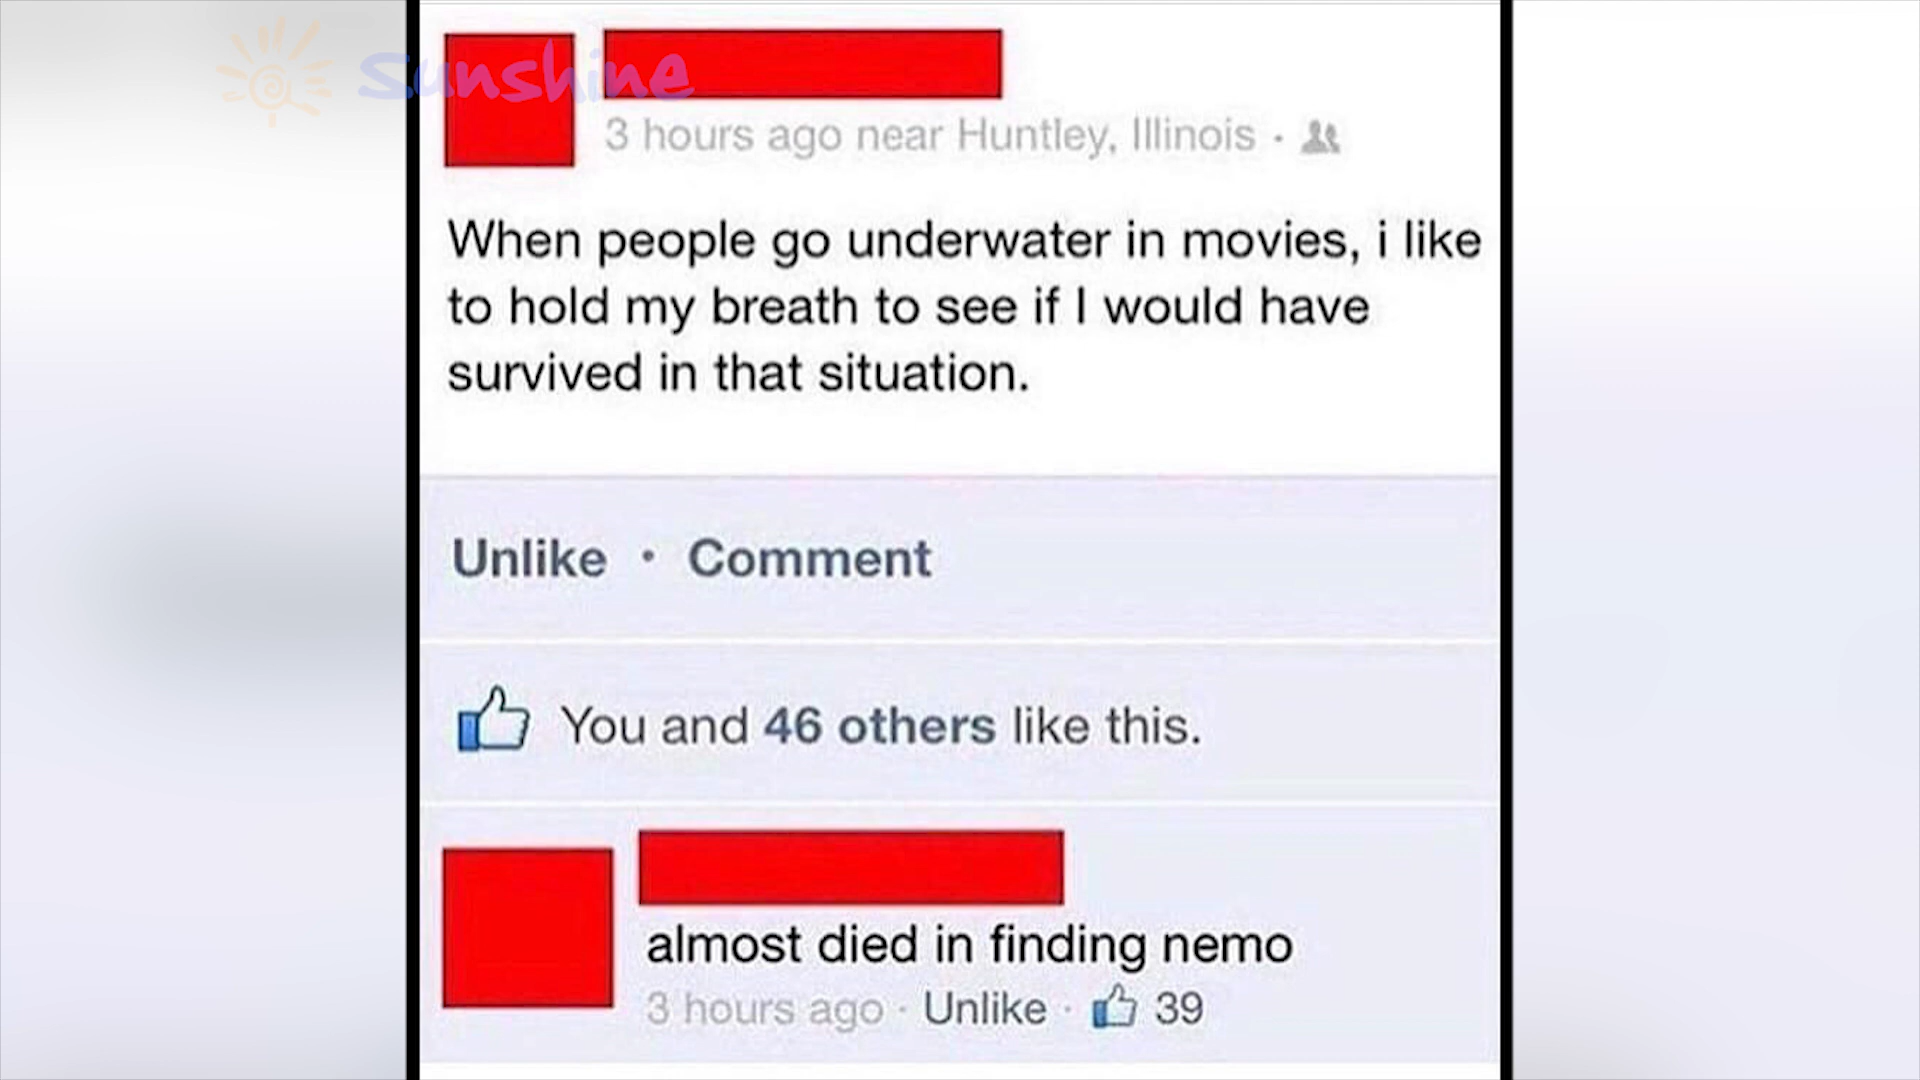 sunshine
3 hours ago near Huntley, Illinois ·
When people go underwater in movies, i like
to hold my breath to see if I would have
survived in that situation.
Unlike · Comment
You and 46 others like this.
almost died in finding nemo
3 hours ago · Unlike · 39